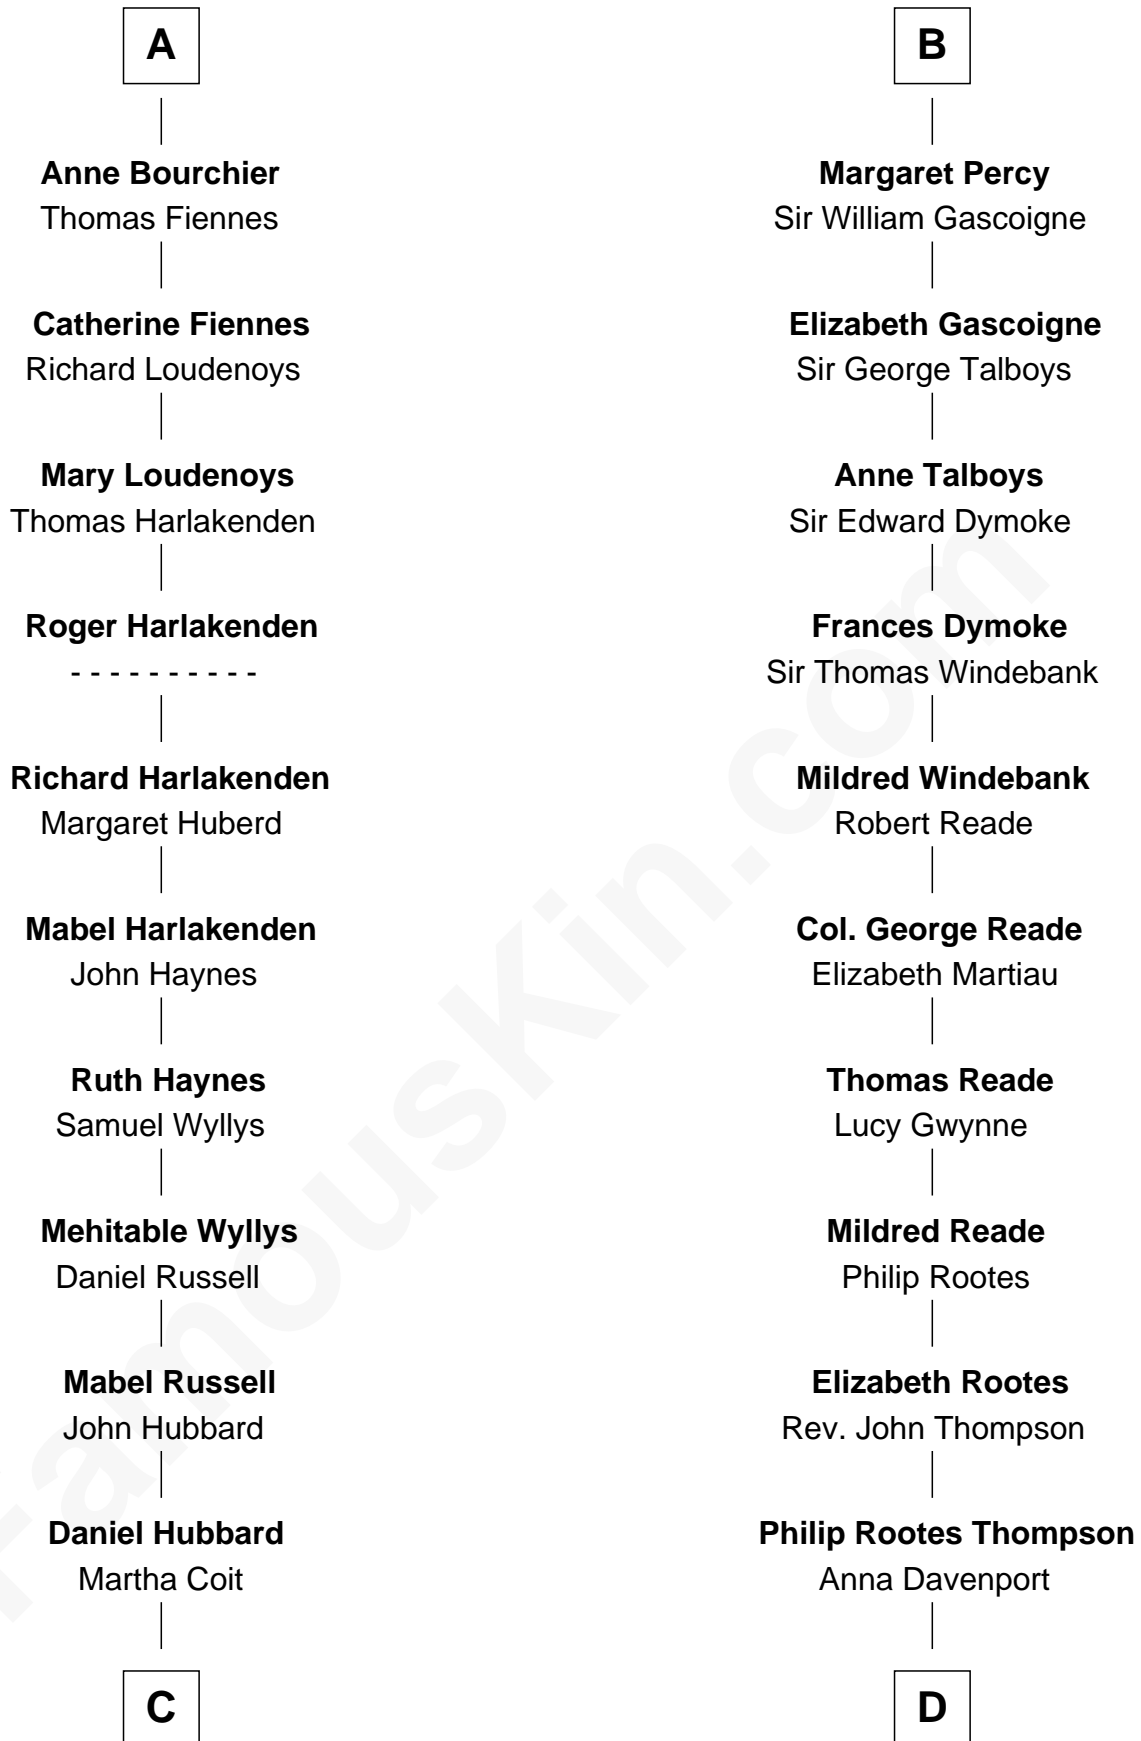 A
Anne Bourchier
Thomas Fiennes
Catherine Fiennes
Richard Loudenoys
Mary Loudenoys
Thomas Harlakenden
Roger Harlakenden
- - - - - - - - - -
Richard Harlakenden
Margaret Huberd
Mabel Harlakenden
John Haynes
Ruth Haynes
Samuel Wyllys
Mehitable Wyllys
Daniel Russell
Mabel Russell
John Hubbard
Daniel Hubbard
Martha Coit
C
B
Margaret Percy
Sir William Gascoigne
Elizabeth Gascoigne
Sir George Talboys
Anne Talboys
Sir Edward Dymoke
Frances Dymoke
Sir Thomas Windebank
Mildred Windebank
Robert Reade
Col. George Reade
Elizabeth Martiau
Thomas Reade
Lucy Gwynne
Mildred Reade
Philip Rootes
Elizabeth Rootes
Rev. John Thompson
Philip Rootes Thompson
Anna Davenport
D
FamousKin.com